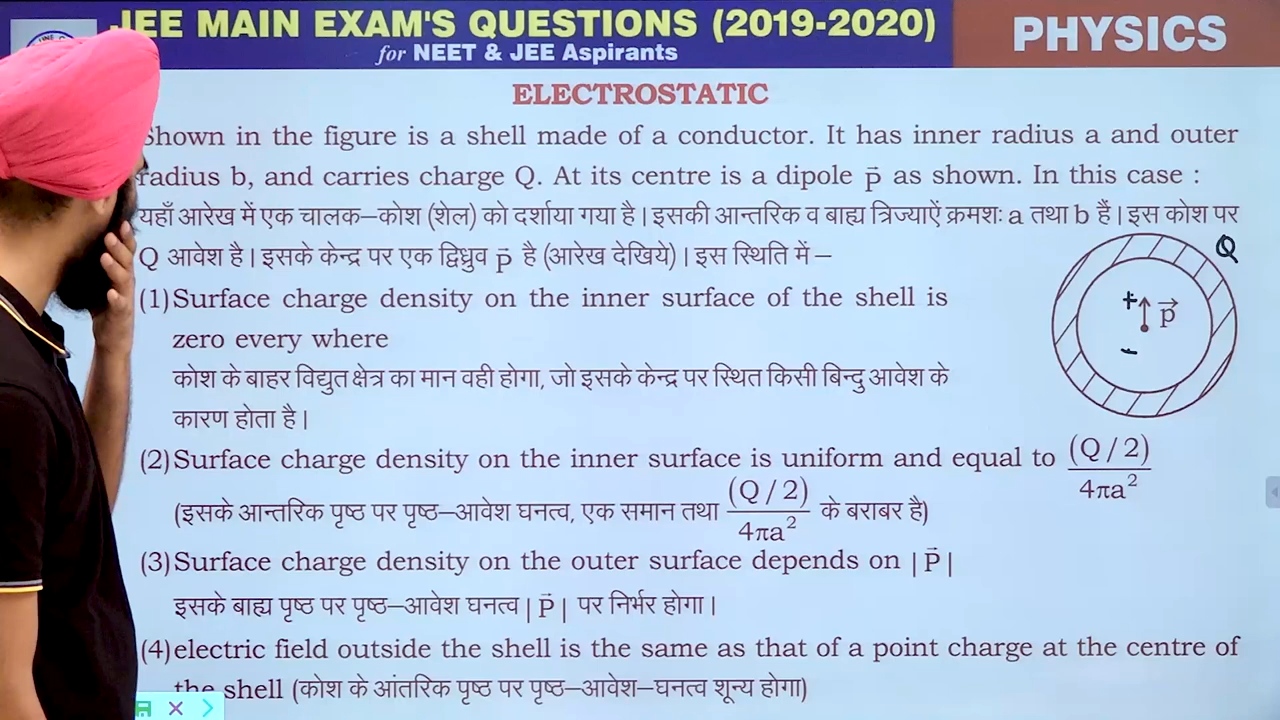 JEE MAIN EXAM'S QUESTIONS (2019-2020)
for NEET & JEE Aspirants
PHYSICS
ELECTROSTATIC
Shown in the figure is a shell made of a conductor. It has inner radius a and outer
radius b, and carries charge Q. At its centre is a dipole p⃗ as shown. In this case :
यहाँ आरेख में एक चालक–कोश (शेल) को दर्शाया गया है। इसकी आन्तरिक व बाह्य त्रिज्याऐं क्रमशः a तथा b हैं। इस कोश पर
Q आवेश है। इसके केन्द्र पर एक द्विध्रुव p⃗ है (आरेख देखिये)। इस स्थिति में –
(1) Surface charge density on the inner surface of the shell is
zero every where
कोश के बाहर विद्युत क्षेत्र का मान वही होगा, जो इसके केन्द्र पर स्थित किसी बिन्दु आवेश के
कारण होता है।
(2) Surface charge density on the inner surface is uniform and equal to (Q / 2) / 4πa²
(इसके आन्तरिक पृष्ठ पर पृष्ठ–आवेश घनत्व, एक समान तथा (Q / 2) / 4πa² के बराबर है)
(3) Surface charge density on the outer surface depends on |P⃗|
इसके बाह्य पृष्ठ पर पृष्ठ–आवेश घनत्व |P⃗| पर निर्भर होगा।
(4) electric field outside the shell is the same as that of a point charge at the centre of
the shell (कोश के आंतरिक पृष्ठ पर पृष्ठ–आवेश–घनत्व शून्य होगा)
Q
+
p⃗
–